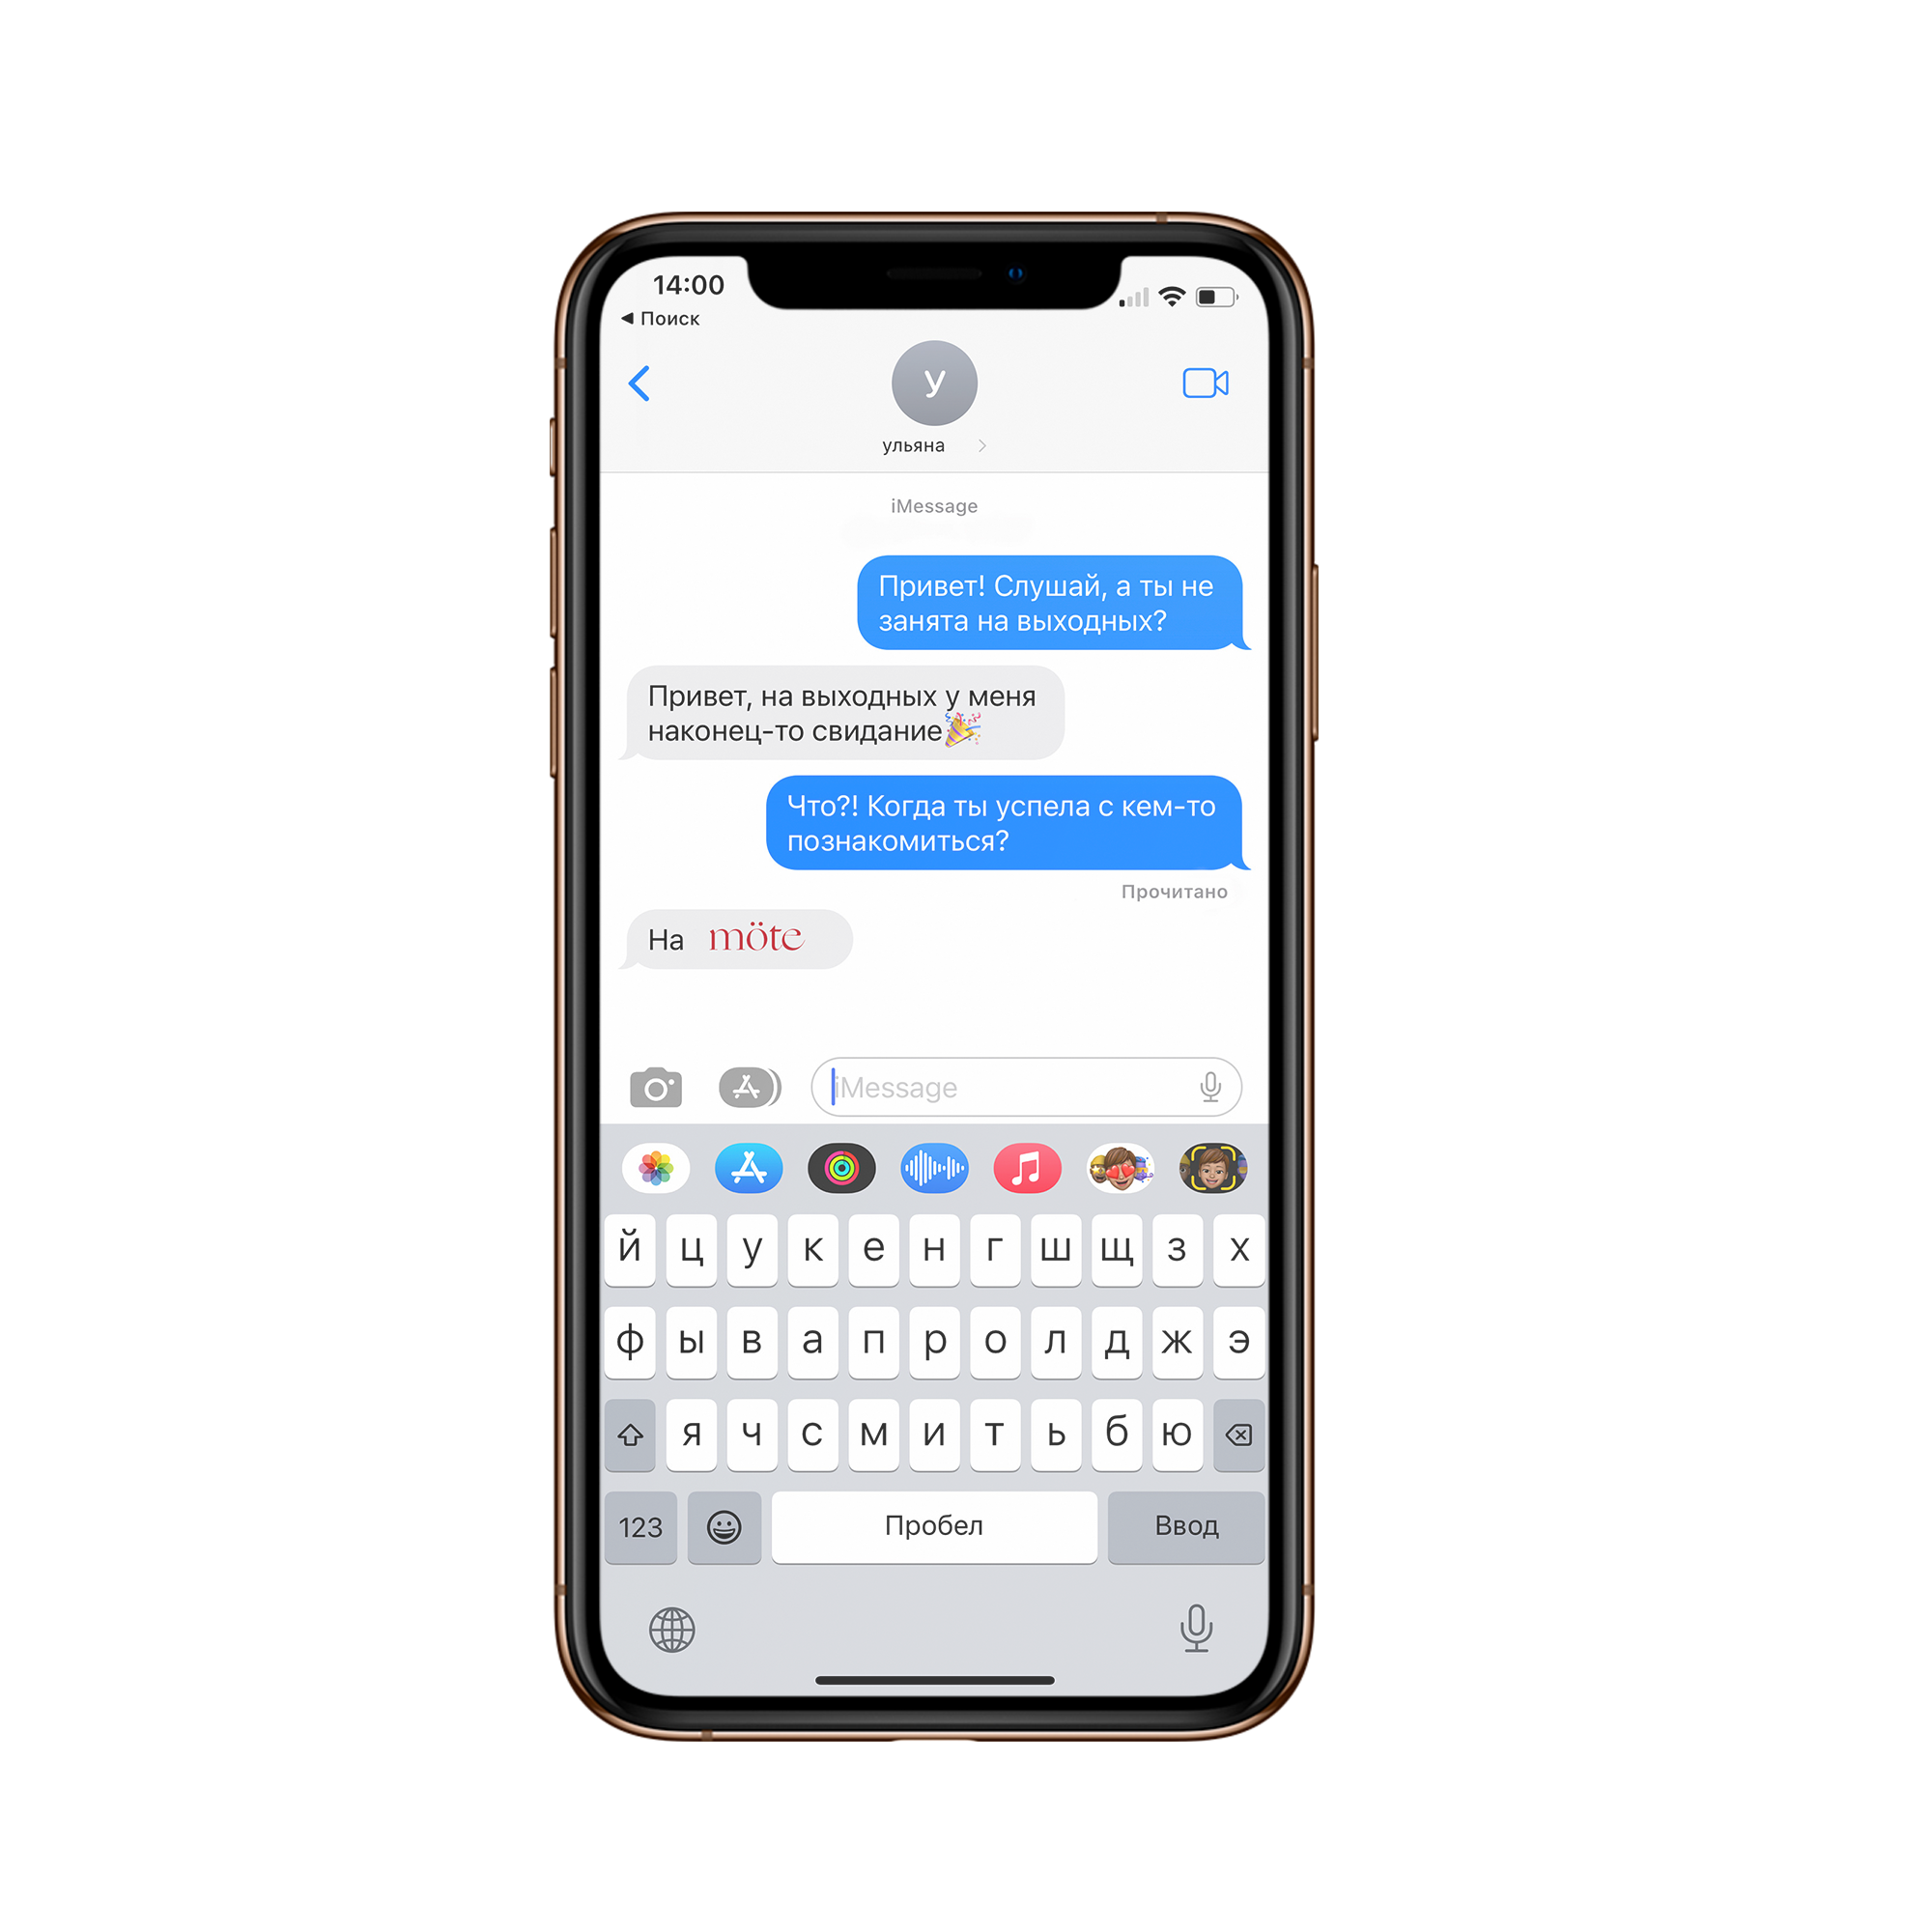 14:00
◀ Поиск
У
ульяна
iMessage
Привет! Слушай, а ты не
занята на выходных?
Привет, на выходных у меня
наконец-то свидание🎉
Что?! Когда ты успела с кем-то
познакомиться?
Прочитано
На möte
iMessage
й ц у к е н г ш щ з х
ф ы в а п р о л д ж э
я ч с м и т ь б ю
123 Пробел Ввод